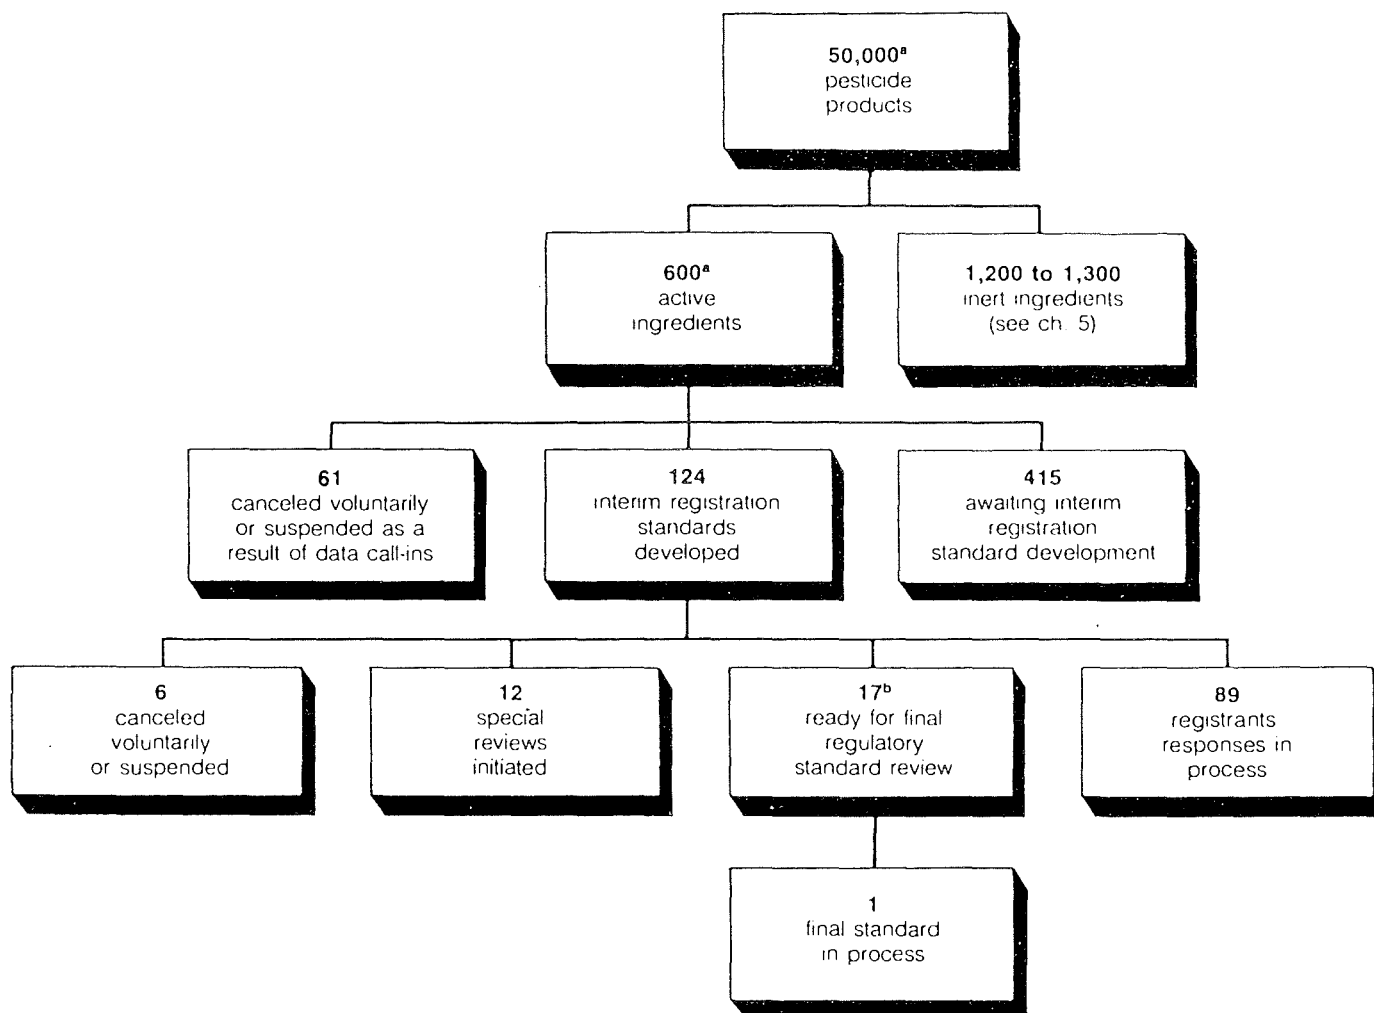 50,000ª
pesticide
products
600ª
active
ingredients
1,200 to 1,300
inert ingredients
(see ch. 5)
61
canceled voluntarily
or suspended as a
result of data call-ins
124
interim registration
standards
developed
415
awaiting interim
registration
standard development
6
canceled
voluntarily
or suspended
12
special
reviews
initiated
17ᵇ
ready for final
regulatory
standard review
89
registrants
responses in
process
1
final standard
in process